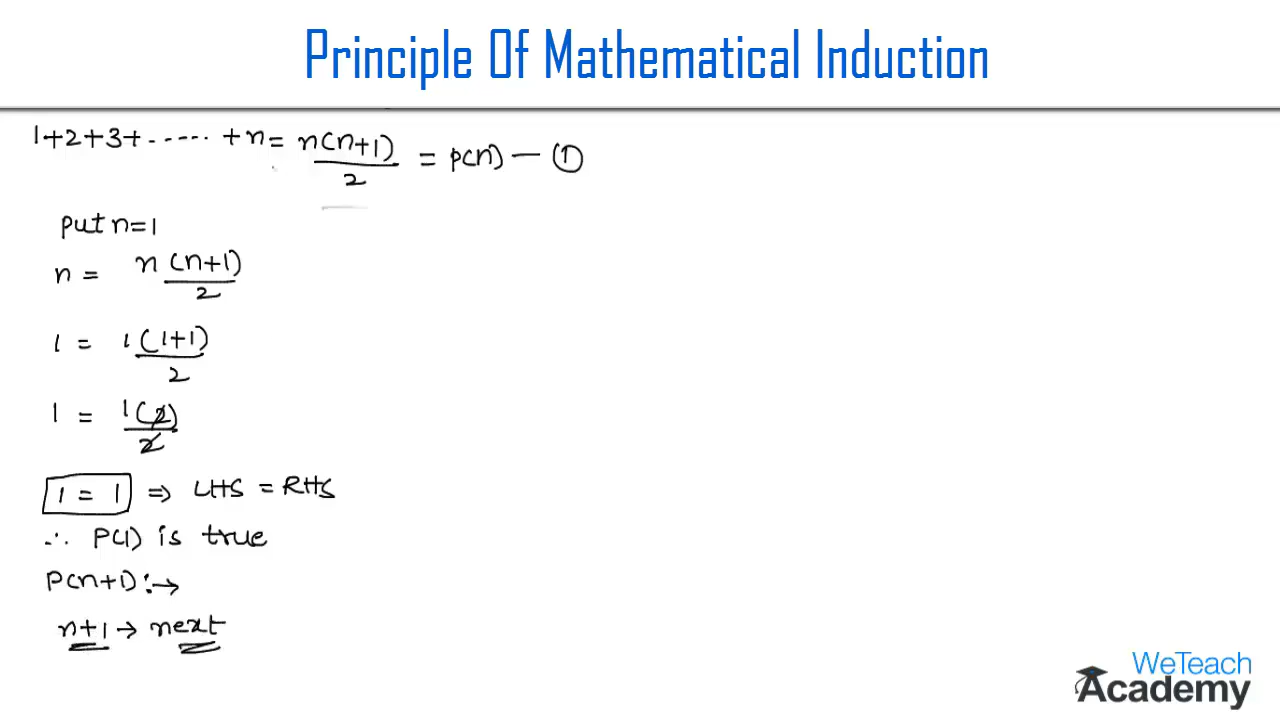 Principle Of Mathematical Induction
1+2+3+ - - - - - + n = n(n+1)/2 = p(n) — ①
put n=1
n = n(n+1)/2
1 = 1(1+1)/2
1 = 1(2)/2
1 = 1 ⇒ LHS = RHS
∴ P(1) is true
P(n+1) :→
n+1 → next
WeTeach
Academy